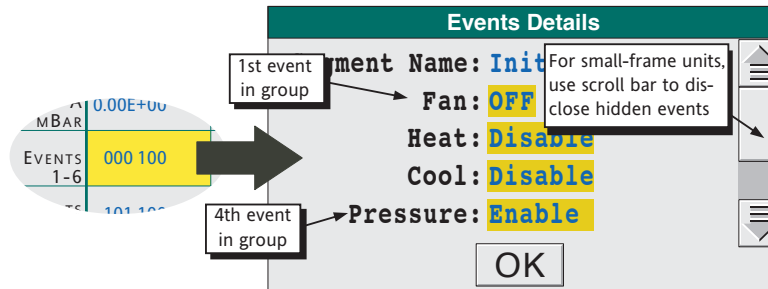 Events Details
gment Name: Init
Fan: OFF
Heat: Disable
Cool: Disable
Pressure: Enable
OK
1st event
in group
For small-frame units,
use scroll bar to dis-
close hidden events
4th event
in group
A 0.00E+00
MBAR
EVENTS 000 100
1-6
TS 101 100